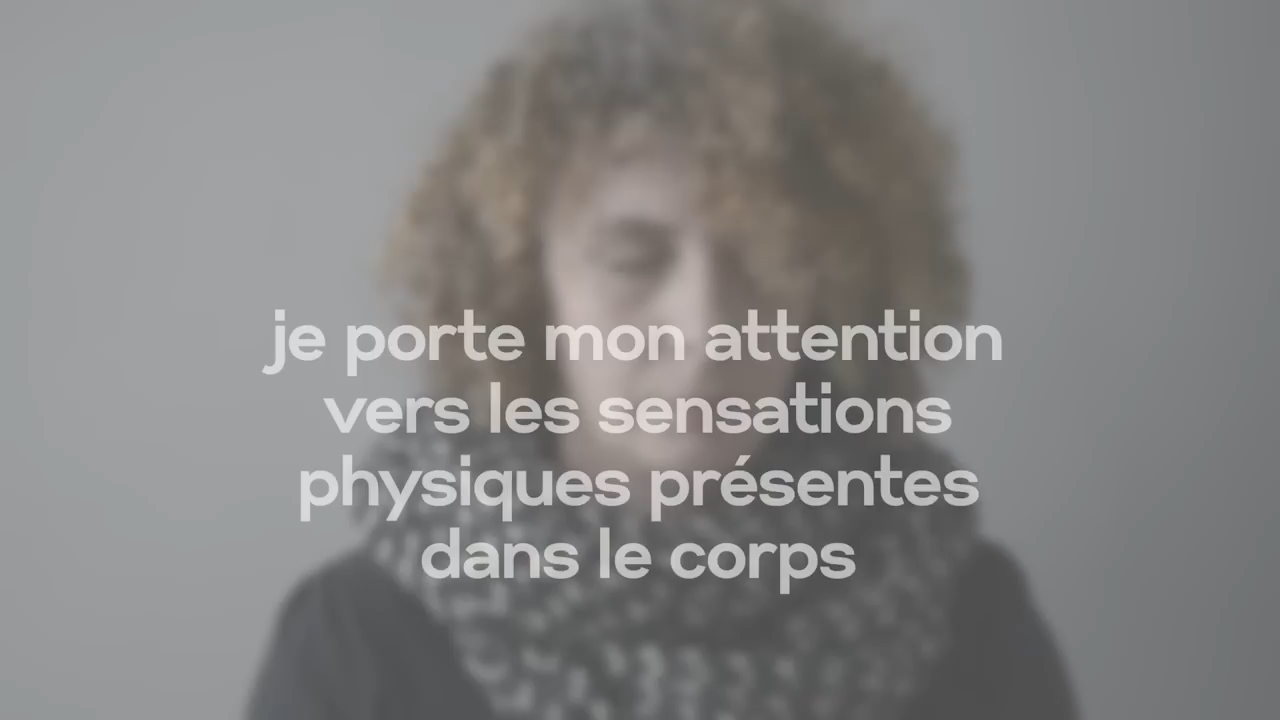 je porte mon attention
vers les sensations
physiques présentes
dans le corps